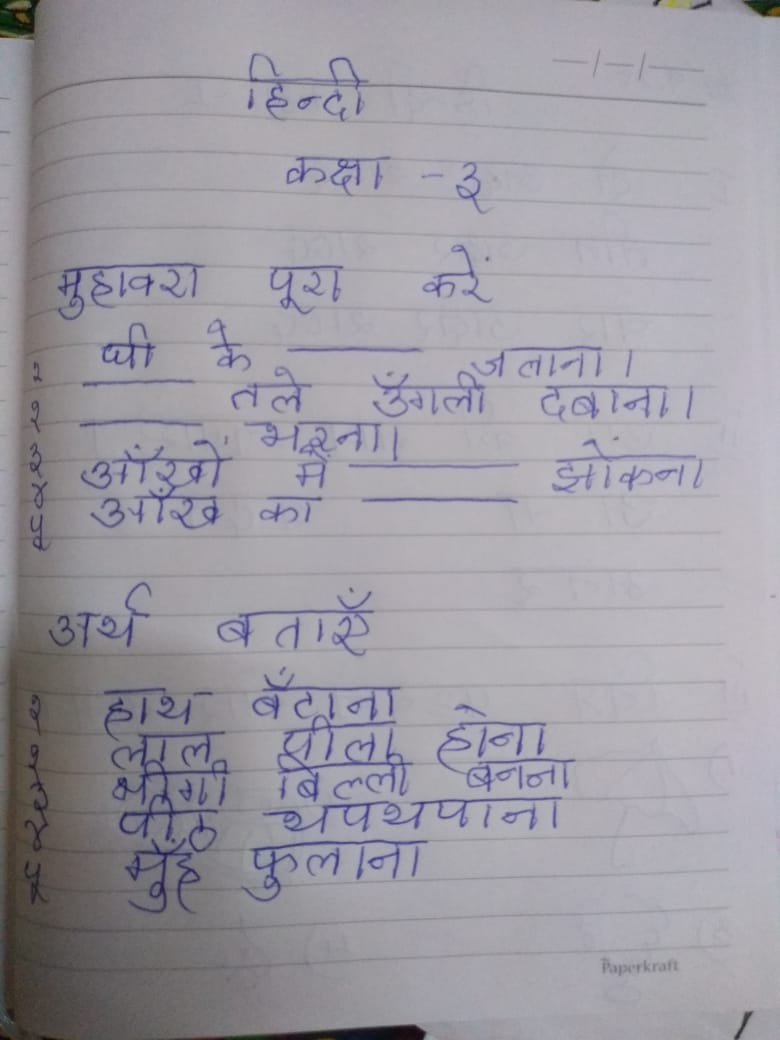 —/—/—
हिन्दी
कक्षा - ३
मुहावरा पूरा करें
१ घी के ______ जलाना।
२ ______ तले उँगली दबाना।
३ ______ भरना।
४ आँखों में ______ झोंकना
५ आँख का ______
अर्थ बताएँ
१ हाथ बँटाना
२ लाल पीला होना
३ भीगी बिल्ली बनना
४ पीठ थपथपाना
५ मुँह फुलाना
Paperkraft